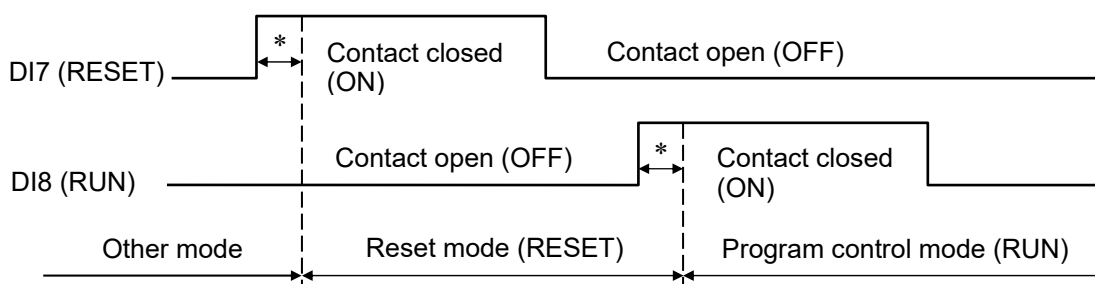 *
Contact closed
(ON)
Contact open (OFF)
DI7 (RESET)
Contact open (OFF)
*
Contact closed
(ON)
DI8 (RUN)
Other mode
Reset mode (RESET)
Program control mode (RUN)